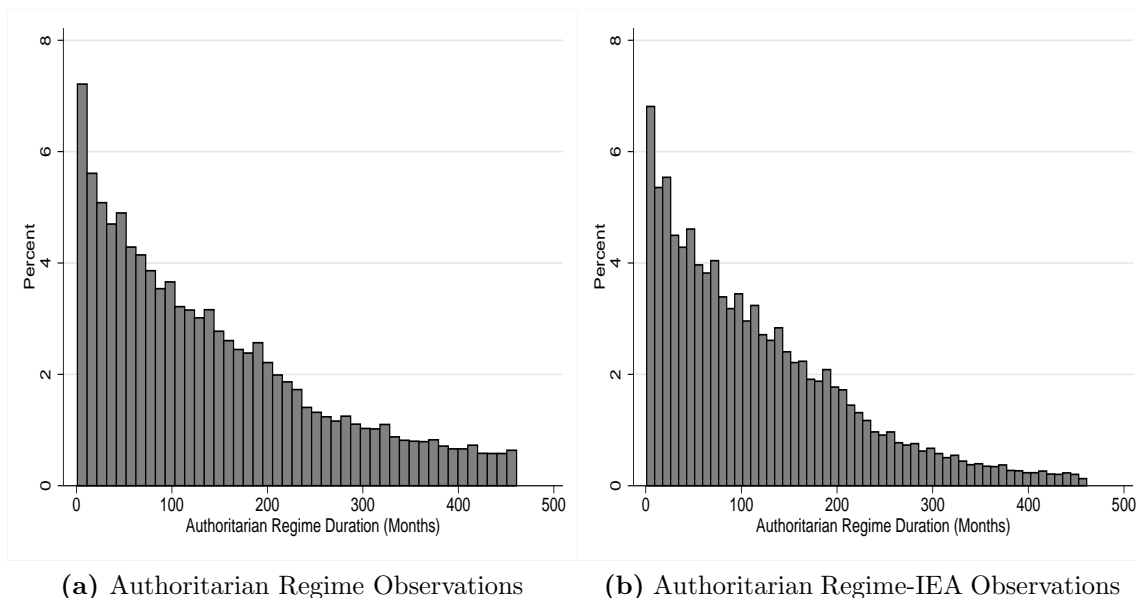 8
6
Percent
4
2
0
0 100 200 300 400 500
Authoritarian Regime Duration (Months)
8
6
Percent
4
2
0
0 100 200 300 400 500
Authoritarian Regime Duration (Months)
(a) Authoritarian Regime Observations
(b) Authoritarian Regime-IEA Observations